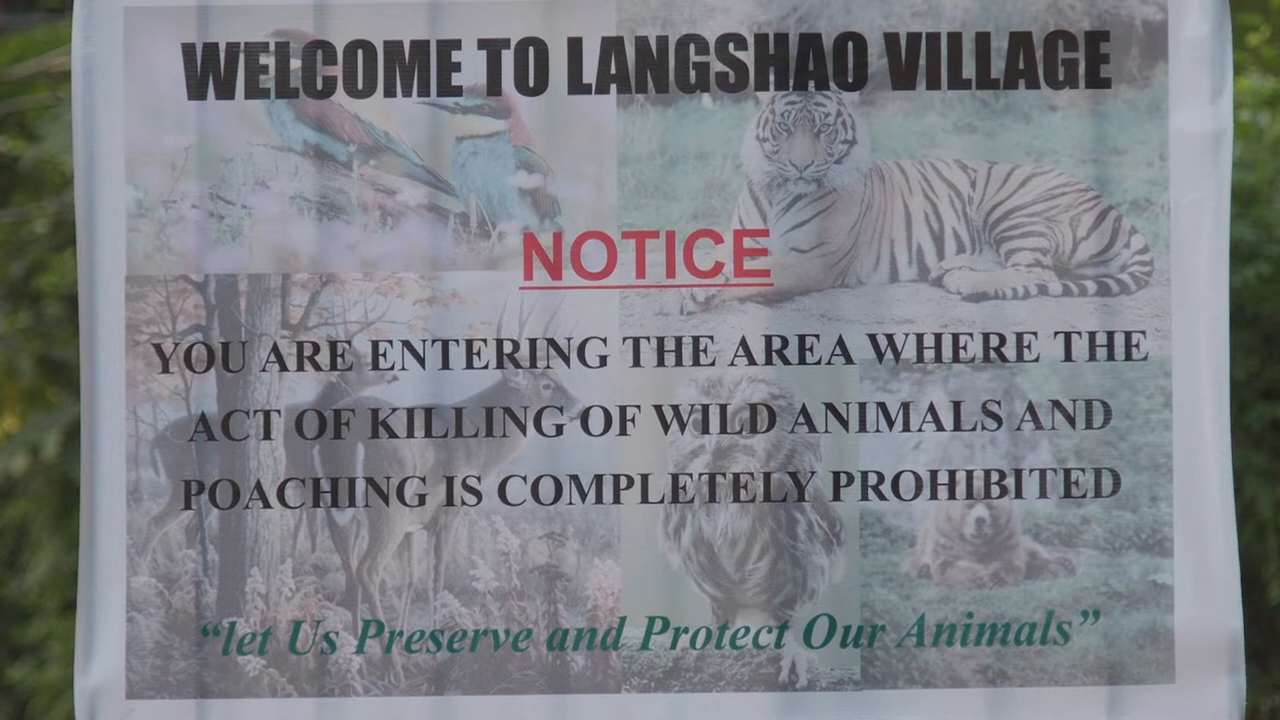 WELCOME TO LANGSHAO VILLAGE
NOTICE
YOU ARE ENTERING THE AREA WHERE THE
ACT OF KILLING OF WILD ANIMALS AND
POACHING IS COMPLETELY PROHIBITED
“let Us Preserve and Protect Our Animals”